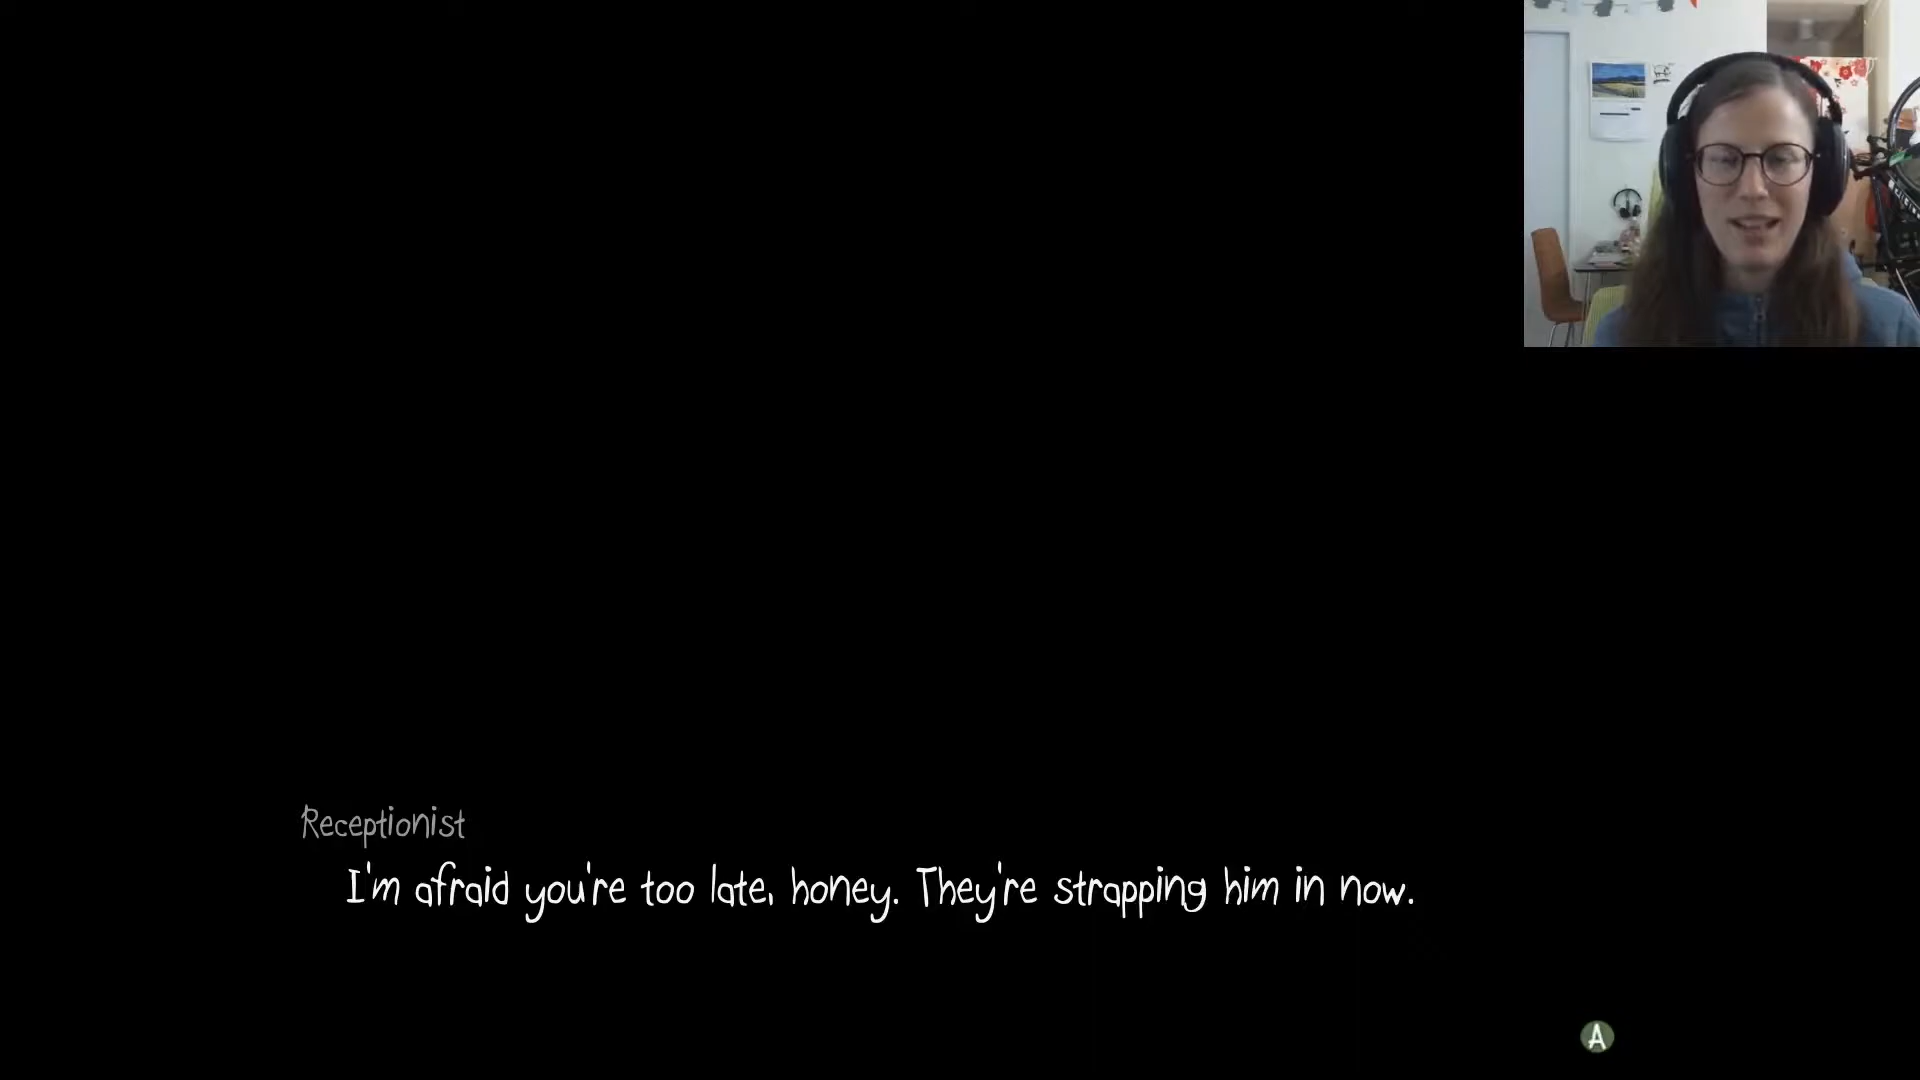 Receptionist
I'm afraid you're too late, honey. They're strapping him in now.
A